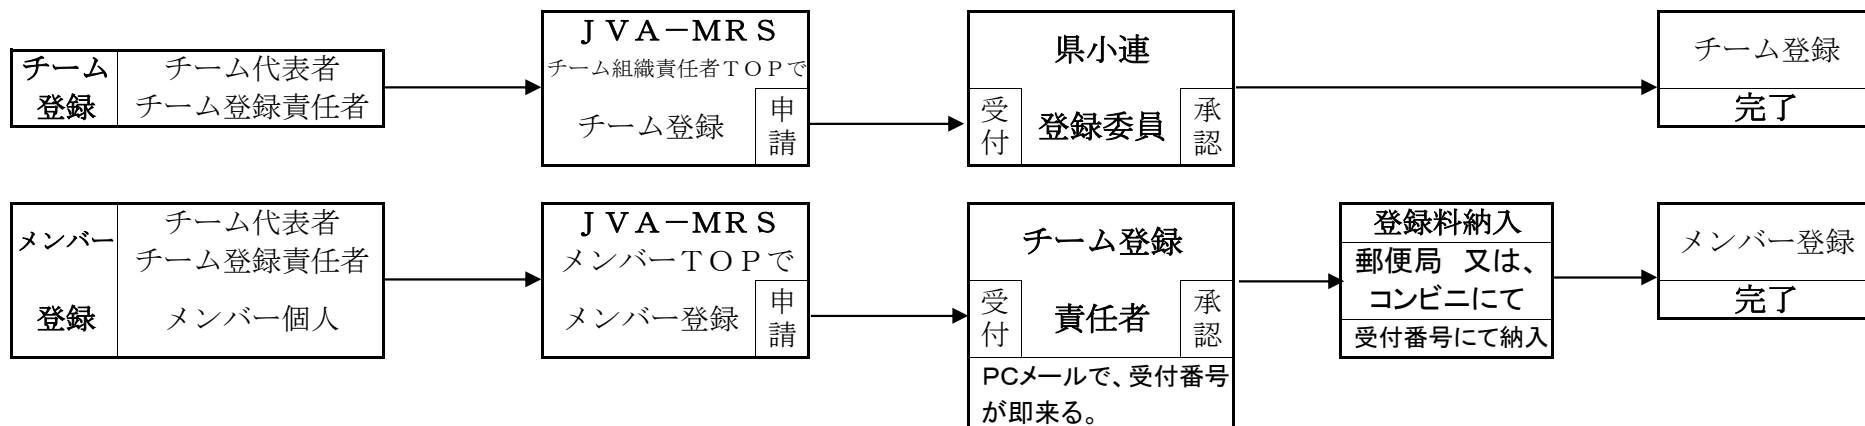 チーム
登録
チーム代表者
チーム登録責任者
ＪＶＡ－ＭＲＳ
チーム組織責任者ＴＯＰで
チーム登録
申
請
県小連
受
付
登録委員
承
認
チーム登録
完了
メンバー
登録
チーム代表者
チーム登録責任者
メンバー個人
ＪＶＡ－ＭＲＳ
メンバーＴＯＰで
メンバー登録
申
請
チーム登録
受
付
責任者
承
認
PCメールで、受付番号
が即来る。
登録料納入
郵便局　又は、
コンビニにて
受付番号にて納入
メンバー登録
完了